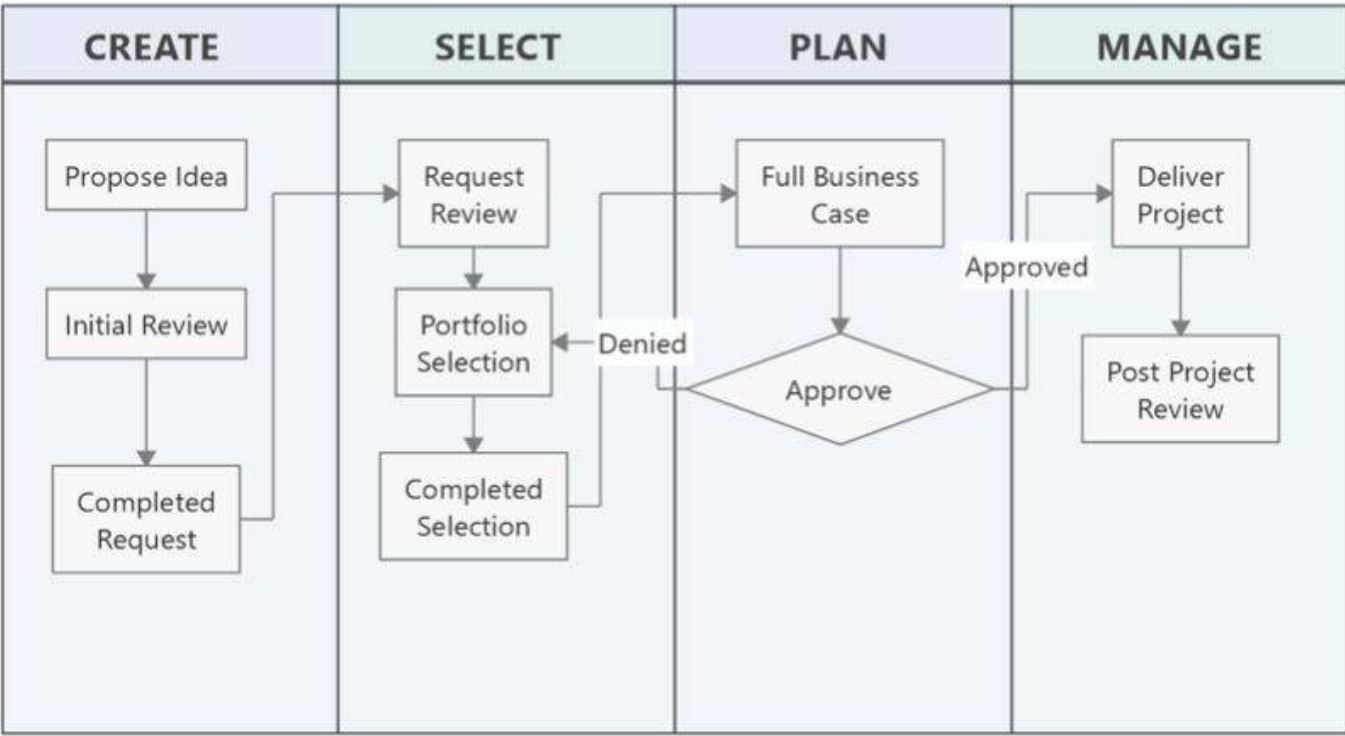 CREATE
SELECT
PLAN
MANAGE
Propose Idea
Initial Review
Completed
Request
Request
Review
Portfolio
Selection
Completed
Selection
Full Business
Case
Approve
Denied
Approved
Deliver
Project
Post Project
Review